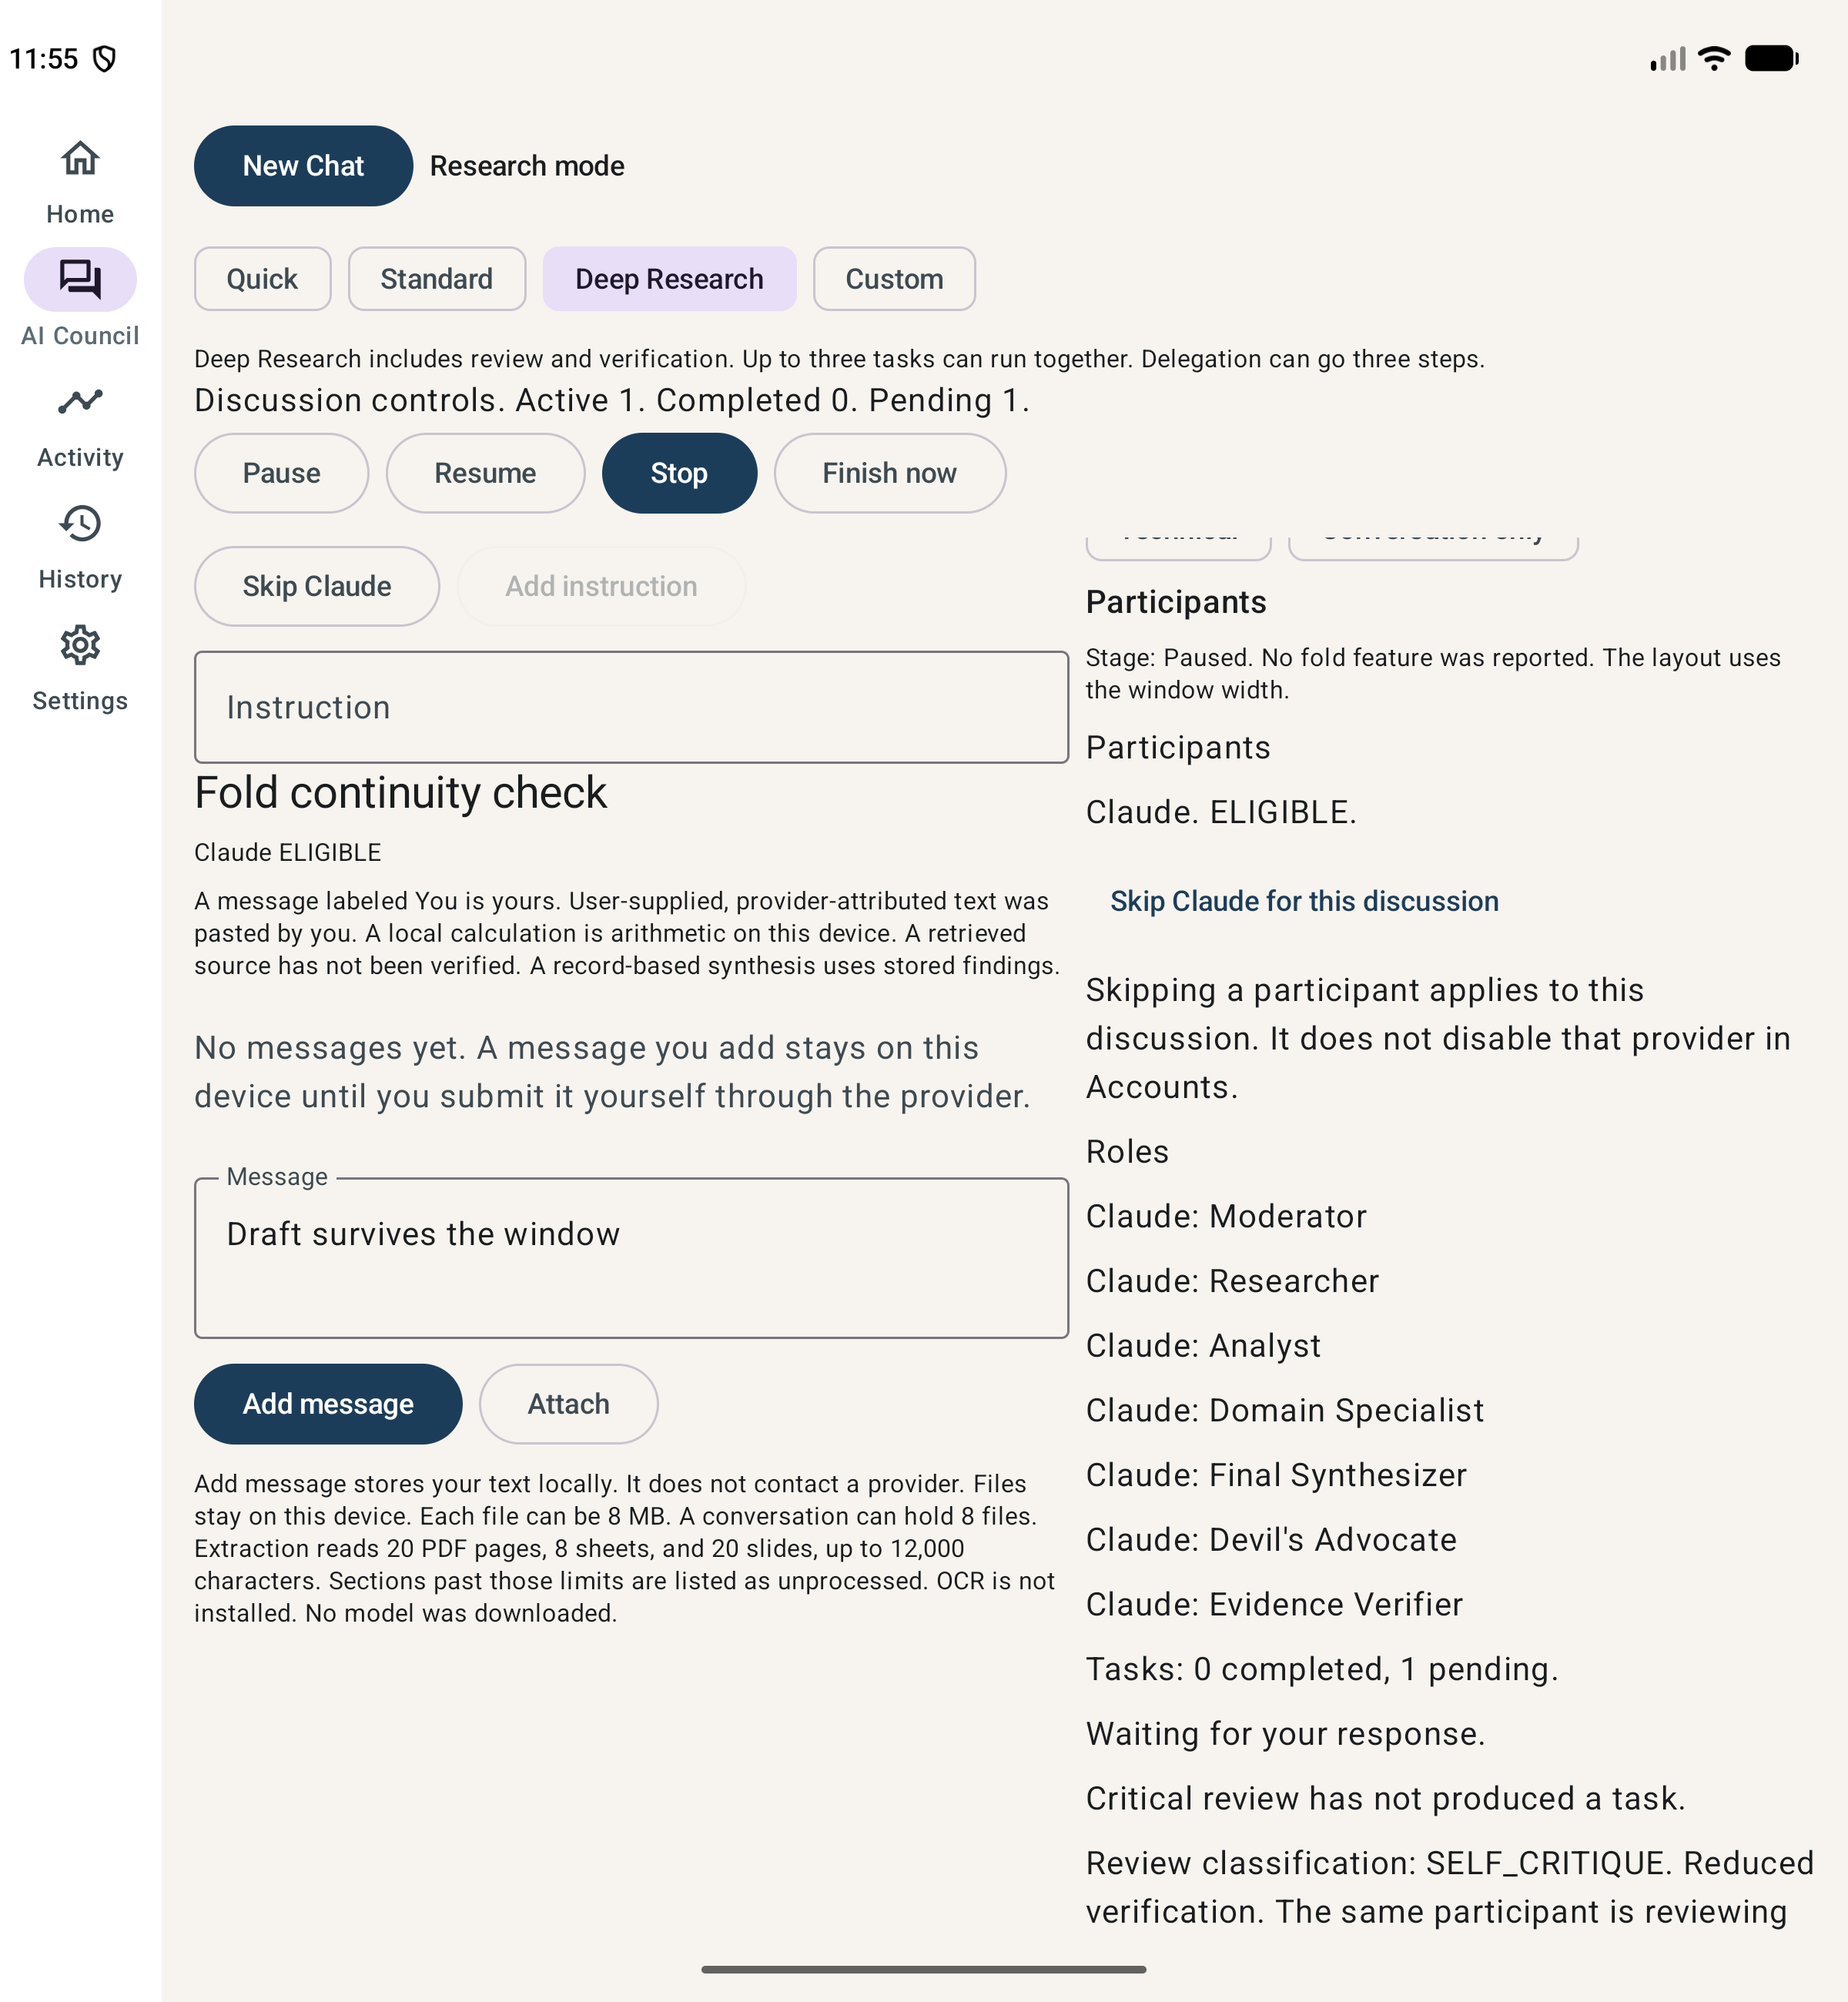 11:55
Home
AI Council
Activity
History
Settings
New Chat
Research mode
Quick
Standard
Deep Research
Custom
Deep Research includes review and verification. Up to three tasks can run together. Delegation can go three steps.
Discussion controls. Active 1. Completed 0. Pending 1.
Pause
Resume
Stop
Finish now
Skip Claude
Add instruction
Instruction
Fold continuity check
Claude ELIGIBLE
A message labeled You is yours. User-supplied, provider-attributed text was
pasted by you. A local calculation is arithmetic on this device. A retrieved
source has not been verified. A record-based synthesis uses stored findings.
No messages yet. A message you add stays on this
device until you submit it yourself through the provider.
Message
Draft survives the window
Add message
Attach
Add message stores your text locally. It does not contact a provider. Files
stay on this device. Each file can be 8 MB. A conversation can hold 8 files.
Extraction reads 20 PDF pages, 8 sheets, and 20 slides, up to 12,000
characters. Sections past those limits are listed as unprocessed. OCR is not
installed. No model was downloaded.
Technical
Conversation only
Participants
Stage: Paused. No fold feature was reported. The layout uses
the window width.
Participants
Claude. ELIGIBLE.
Skip Claude for this discussion
Skipping a participant applies to this
discussion. It does not disable that provider in
Accounts.
Roles
Claude: Moderator
Claude: Researcher
Claude: Analyst
Claude: Domain Specialist
Claude: Final Synthesizer
Claude: Devil's Advocate
Claude: Evidence Verifier
Tasks: 0 completed, 1 pending.
Waiting for your response.
Critical review has not produced a task.
Review classification: SELF_CRITIQUE. Reduced
verification. The same participant is reviewing